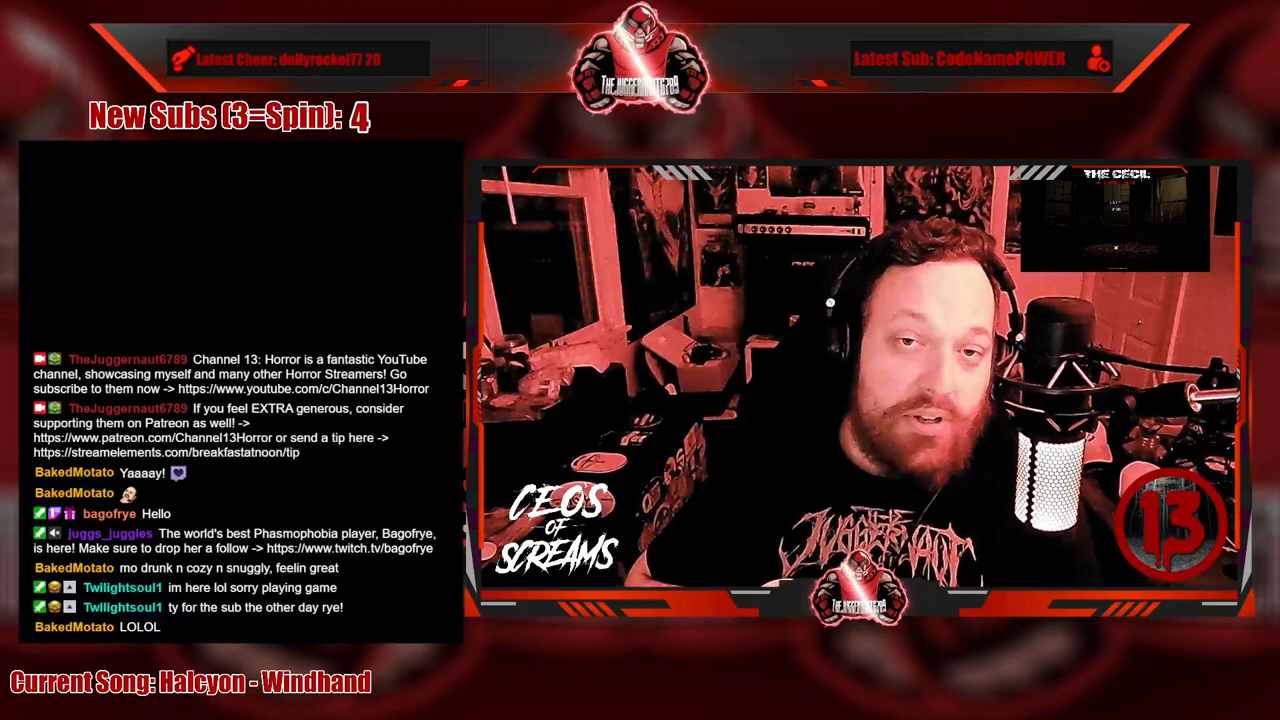 Latest Cheer: dollyrocket77 20
THEJUGGERNAUT6789
Latest Sub: CodeNamePOWER
New Subs (3=Spin): 4
THE CECIL
TheJuggernaut6789 Channel 13: Horror is a fantastic YouTube
channel, showcasing myself and many other Horror Streamers! Go
subscribe to them now -> https://www.youtube.com/c/Channel13Horror
TheJuggernaut6789 If you feel EXTRA generous, consider
supporting them on Patreon as well! ->
https://www.patreon.com/Channel13Horror or send a tip here ->
https://streamelements.com/breakfastatnoon/tip
BakedMotato Yaaaay!
BakedMotato
bagofrye Hello
juggs_juggies The world's best Phasmophobia player, Bagofrye,
is here! Make sure to drop her a follow -> https://www.twitch.tv/bagofrye
BakedMotato mo drunk n cozy n snuggly, feelin great
Twilightsoul1 im here lol sorry playing game
Twilightsoul1 ty for the sub the other day rye!
BakedMotato LOLOL
CEOS
OF
SCREAMS
THE
JUGGERNAUT
13
THEJUGGERNAUT6789
Current Song: Halcyon - Windhand